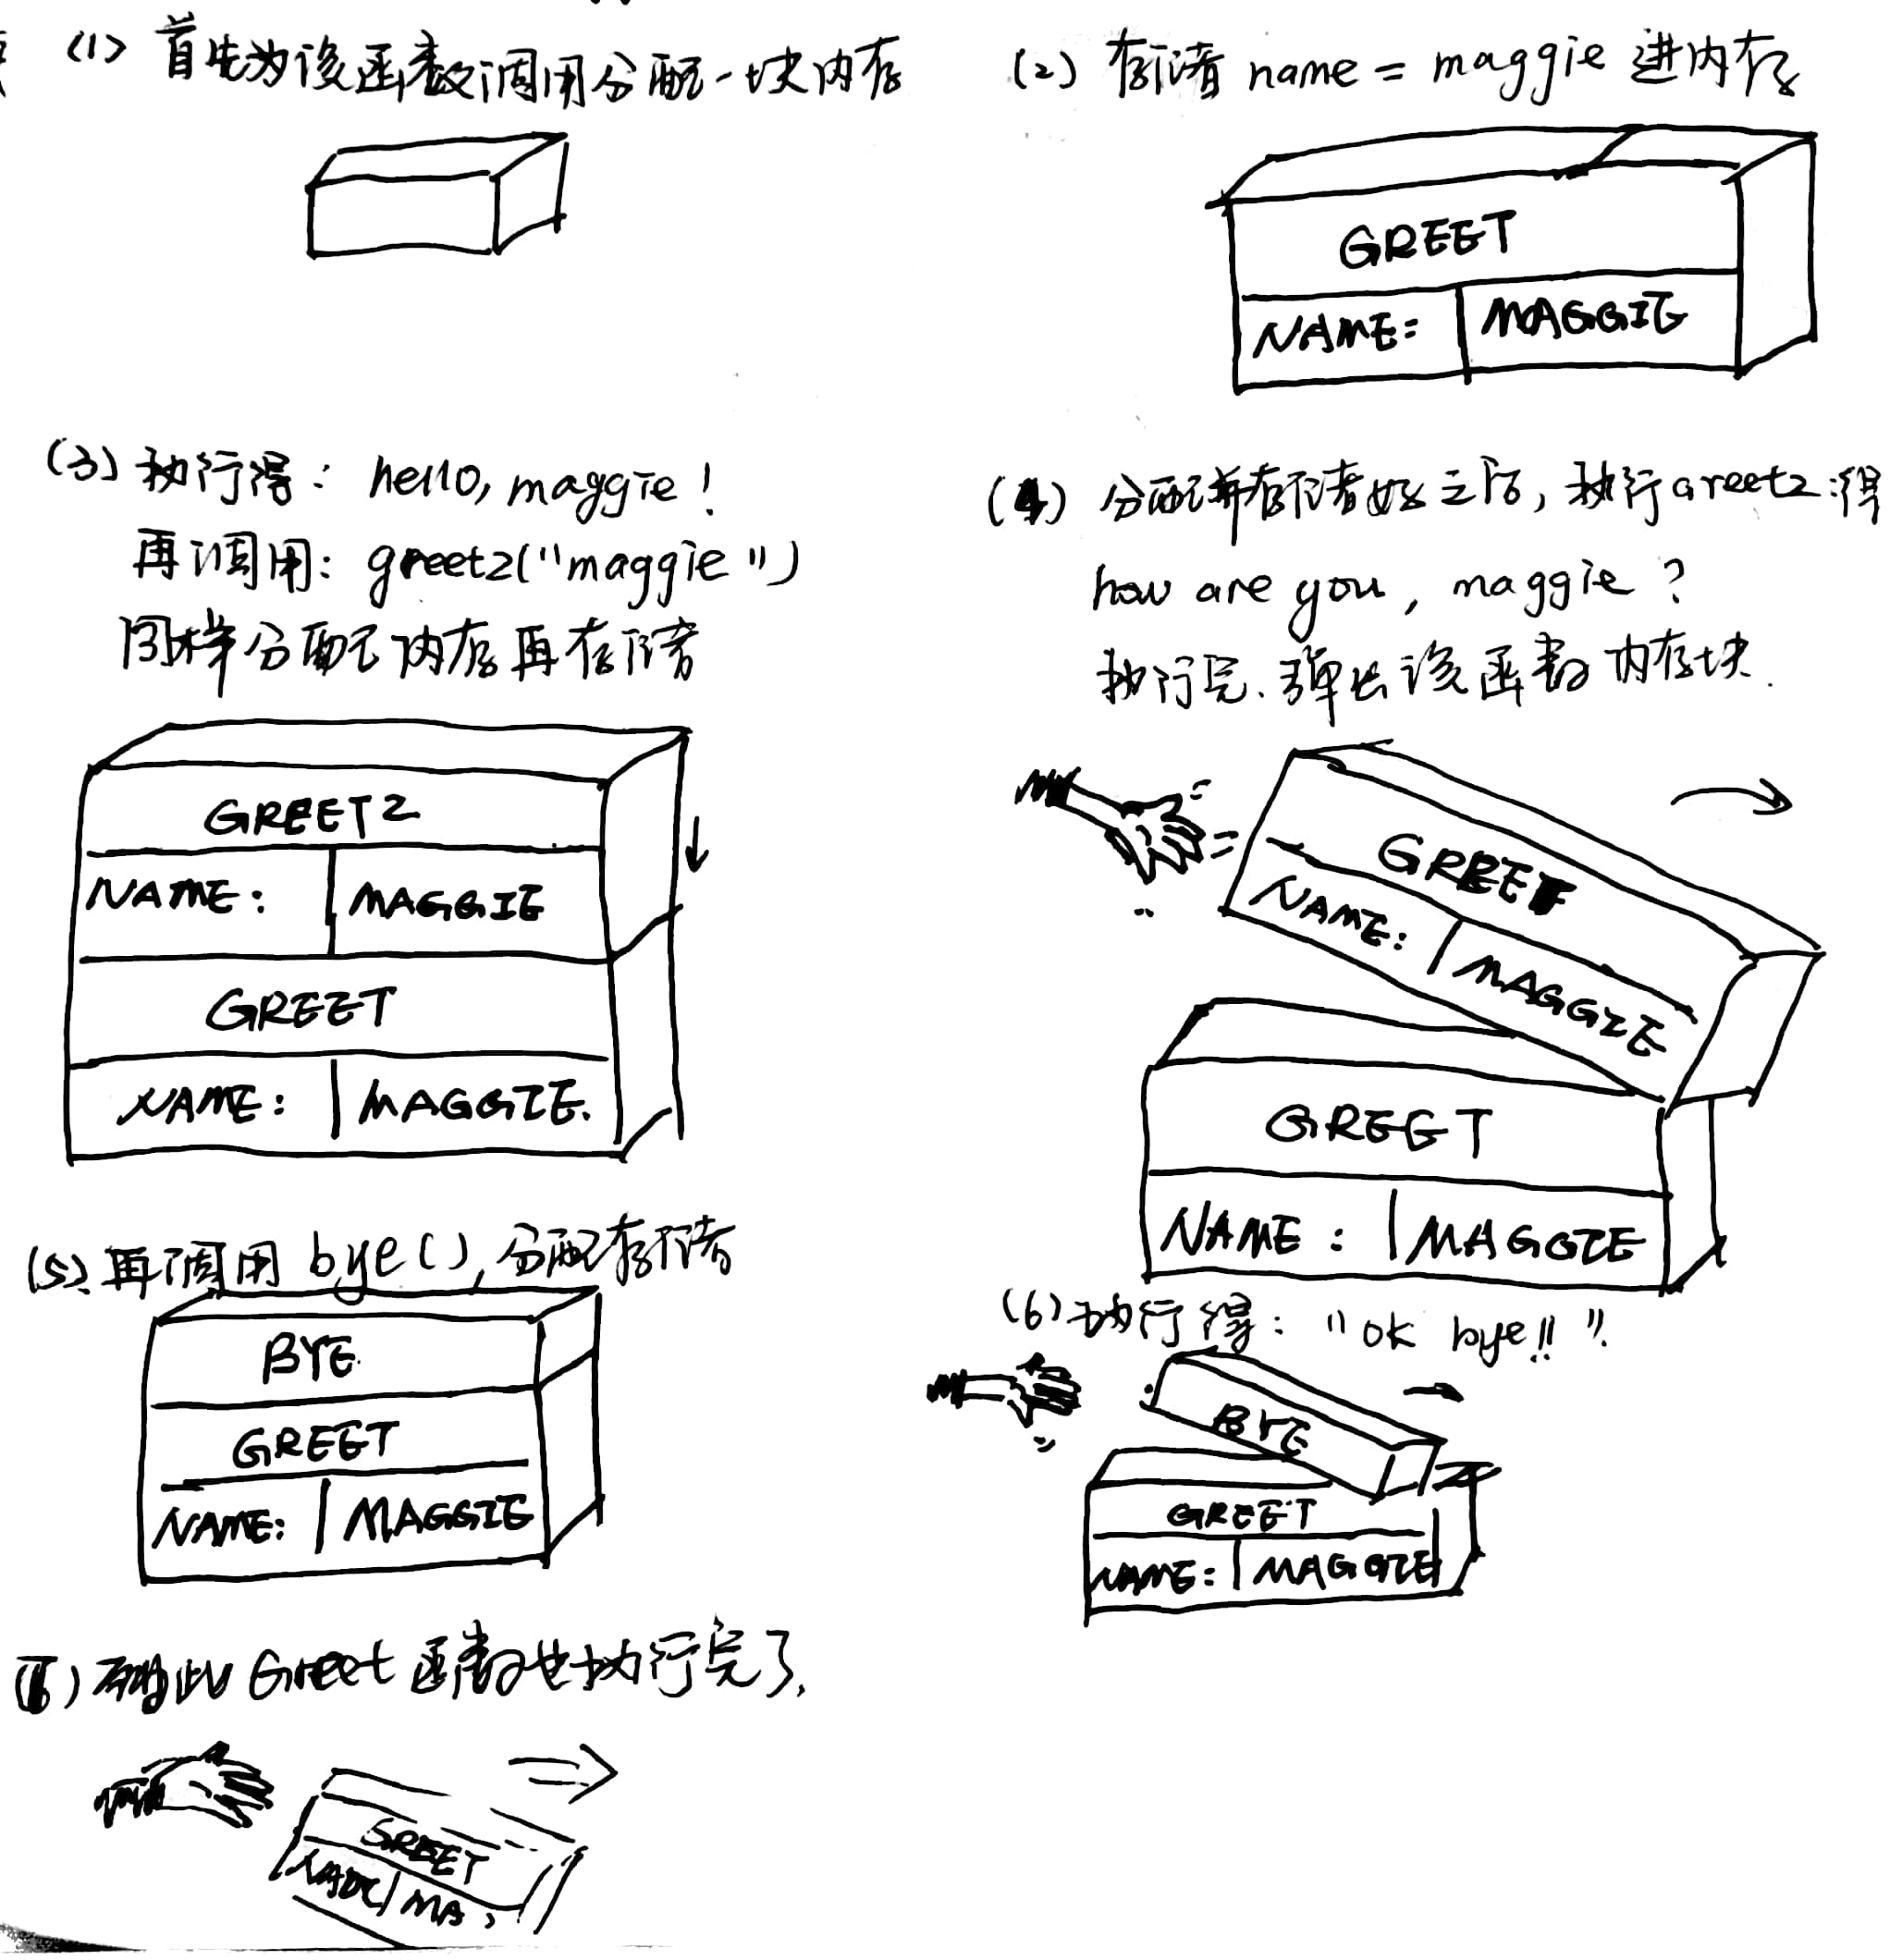 (1) 首先为该函数调用分配一块内存
(2) 存储 name = maggie 进内存
GREET
NAME: MAGGIE
(3) 执行得: hello, maggie!
再调用: greet2("maggie")
同样分配内存再存储
GREET2
NAME: MAGGIE
GREET
NAME: MAGGIE.
(4) 分配并存储好之后, 执行Greet2:得
how are you, maggie?
执行完、弹出该函数内存块.
GREET
NAME: MAGGIE
GREET
NAME: MAGGIE
(5) 再调用 bye(), 分配存储
BYE.
GREET
NAME: MAGGIE
(6) 执行得: "ok bye!!".
BYE
GREET
NAME: MAGGIE
Greet 函数也执行完了.
GREET
MA